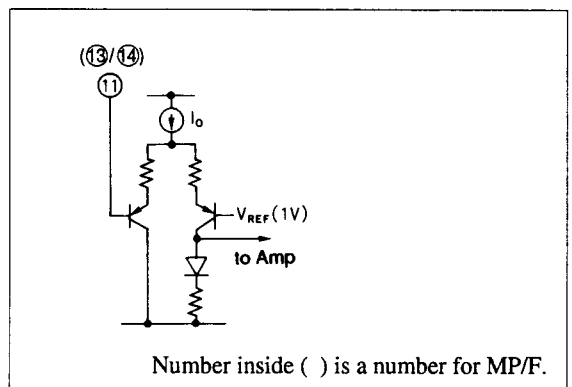 (⑬/⑭)
⑪
I₀
V_REF (1V)
to Amp
Number inside ( ) is a number for MP/F.